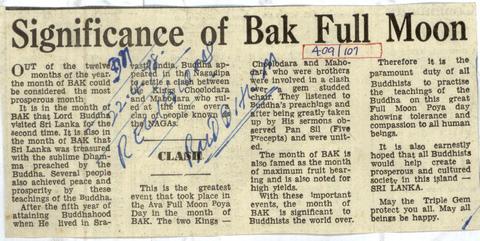 Significance of Bak Full Moon
409/107
OUT of the twelve
months of the year,
the month of BAK could
be considered the most
prosperous month.
It is in the month of
BAK that Lord Buddha
visited Sri Lanka for the
second time. It is also in
the month of BAK that
Sri Lanka was treasured
with the sublime Dhar-
ma preached by the
Buddha. Several people
also achieved peace and
prosperity by these
teachings of the Buddha.
After the fifth year of
attaining Buddhahood
when He lived in Sra-
vasti India, Buddha ap-
peared in the
to settle a clash between
Kings Choolodara
and Mahodara who rul-
ed at the time over a
clan of people known as
the NAGAs.
CLASH
This is the greatest
event that took place in
the Ava Full Moon Poya
Day in the month of
BAK. The two Kings —
Choolodara and Maho-
dara who were brothers
were involved in a clash
over a gem studded
chair. They listened to
Buddha's preachings and
after being greatly taken
up by His sermons
observed Pan Sil (Five
Precepts) and were unit-
ed.
The month of BAK is
also famed as the month
of maximum fruit bear-
ing and is also noted for
high yields.
With these important
events, the month of
BAK is significant to
Buddhists the world over.
Therefore it is the
paramount duty of all
Buddhists to practise
the teachings of the
Buddha on this great
Full Moon Poya day
showing tolerance and
compassion to all human
beings.
It is also earnestly
hoped that all Buddhists
would help create a
prosperous and cultured
society in this island —
SRI LANKA.
May the Triple Gem
protect you all. May all
beings be happy.